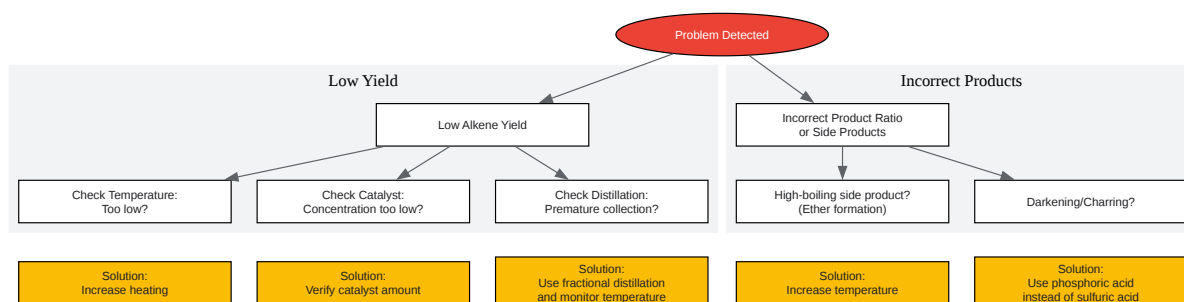 Problem Detected
Low Yield
Incorrect Products
Low Alkene Yield
Incorrect Product Ratio
or Side Products
Check Temperature:
Too low?
Check Catalyst:
Concentration too low?
Check Distillation:
Premature collection?
High-boiling side product?
(Ether formation)
Darkening/Charring?
Solution:
Increase heating
Solution:
Verify catalyst amount
Solution:
Use fractional distillation
and monitor temperature
Solution:
Increase temperature
Solution:
Use phosphoric acid
instead of sulfuric acid